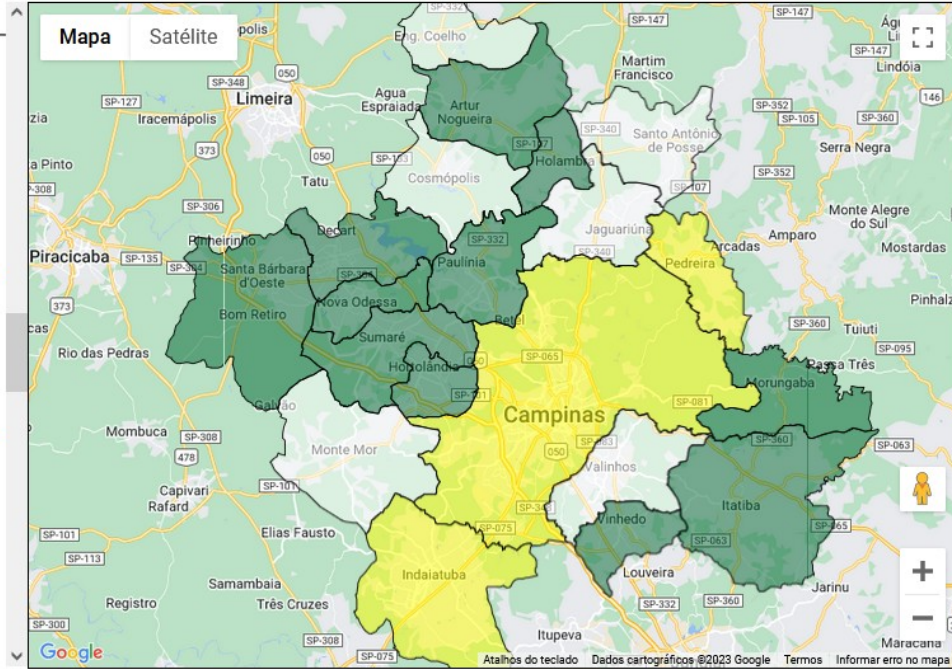 Mapa Satélite
SP-332
Eng. Coelho
SP-147
SP-147
SP-147
Lindóia
Martim
Francisco
050
SP-348
Limeira
Agua
Espraiada
Artur
Nogueira
146
SP-127
Iracemápolis
SP-352
SP-105
SP-360
SP-340
Santo Antônio
de Posse
Serra Negra
373
050
Holambra
SP-352
SP-308
Tatu
Cosmópolis
SP-107
SP-306
Monte Alegre
do Sul
Pinheirinho
Decart
SP-332
Jaguariúna
Amparo
Mostardas
Piracicaba
SP-135
SP-304
SP-340
Arcadas
Paulínia
Pedreira
Santa Bárbara
d'Oeste
SP-304
373
Nova Odessa
Bom Retiro
Betel
SP-360
Tuiuti
Sumaré
SP-095
Rio das Pedras
Hortolândia
050
SP-065
Passa Três
Morungaba
SP-101
SP-081
Galvão
Campinas
Mombuca
SP-308
SP-360
SP-063
Monte Mor
050
SP-083
478
Valinhos
SP-101
Capivari
Rafard
Itatiba
SP-101
Elias Fausto
SP-075
Vinhedo
SP-063
SP-065
SP-113
Indaiatuba
Louveira
Jarinu
Samambaia
Registro
Três Cruzes
SP-332
SP-360
SP-300
SP-308
Itupeva
Maracanã
Google
Atalhos do teclado Dados cartográficos ©2023 Google Termos Informar erro no mapa